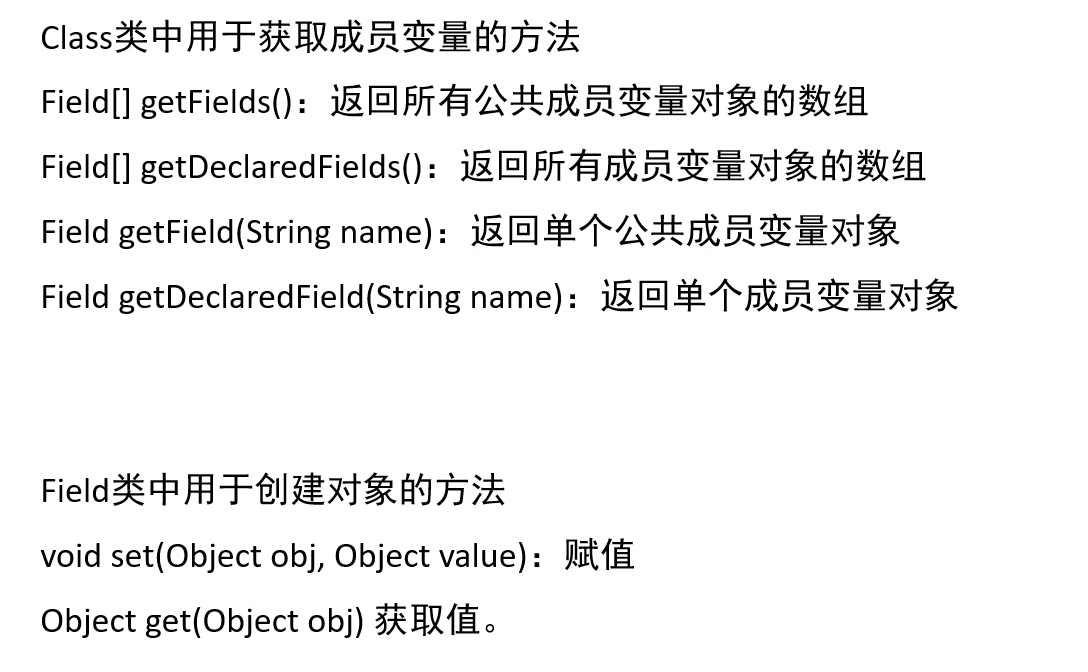 Class类中用于获取成员变量的方法
Field[] getFields()：返回所有公共成员变量对象的数组
Field[] getDeclaredFields()：返回所有成员变量对象的数组
Field getField(String name)：返回单个公共成员变量对象
Field getDeclaredField(String name)：返回单个成员变量对象
Field类中用于创建对象的方法
void set(Object obj, Object value)：赋值
Object get(Object obj) 获取值。